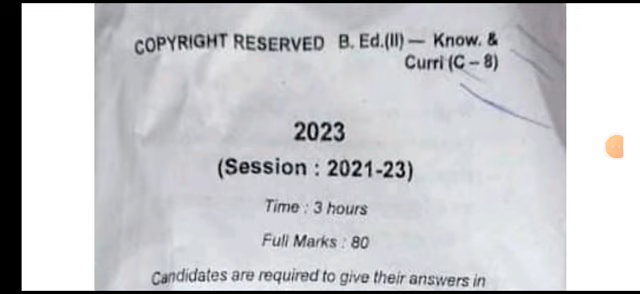 COPYRIGHT RESERVED B. Ed.(II) — Know. &
Curri (C – 8)
2023
(Session : 2021-23)
Time : 3 hours
Full Marks : 80
Candidates are required to give their answers in